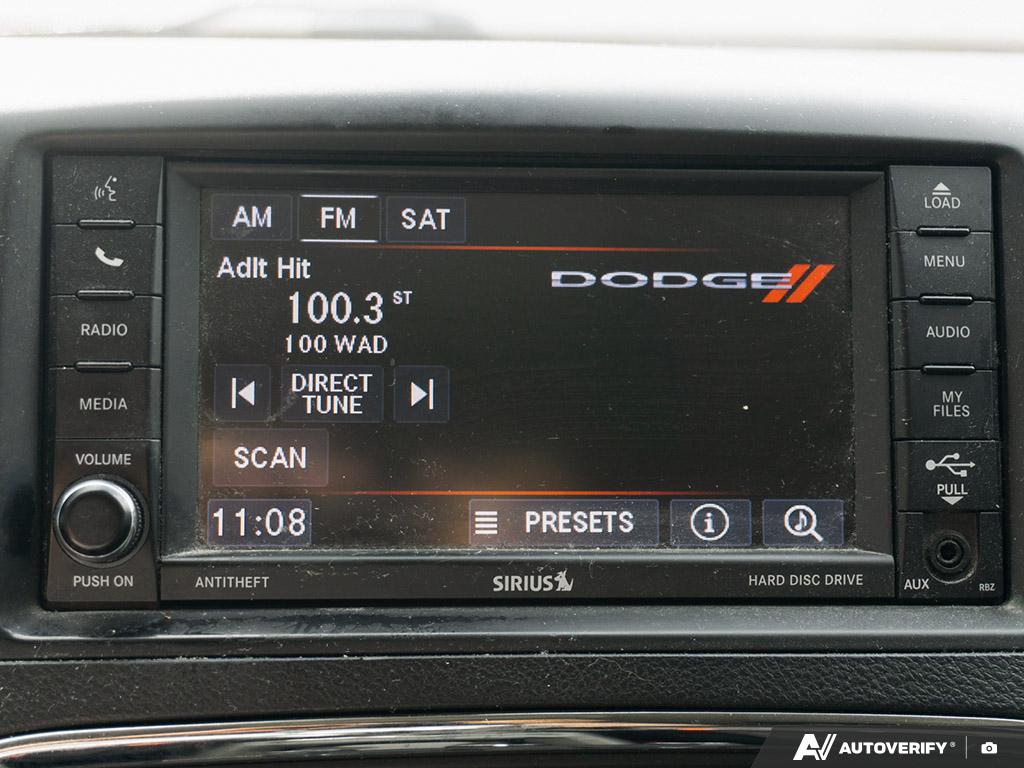 AM FM SAT
Adlt Hit
100.3 ST
100 WAD
DIRECT
TUNE
SCAN
11:08
PRESETS
DODGE
RADIO
MEDIA
VOLUME
PUSH ON
LOAD
MENU
AUDIO
MY
FILES
PULL
AUX
RBZ
ANTITHEFT
SIRIUS
HARD DISC DRIVE
AUTOVERIFY®